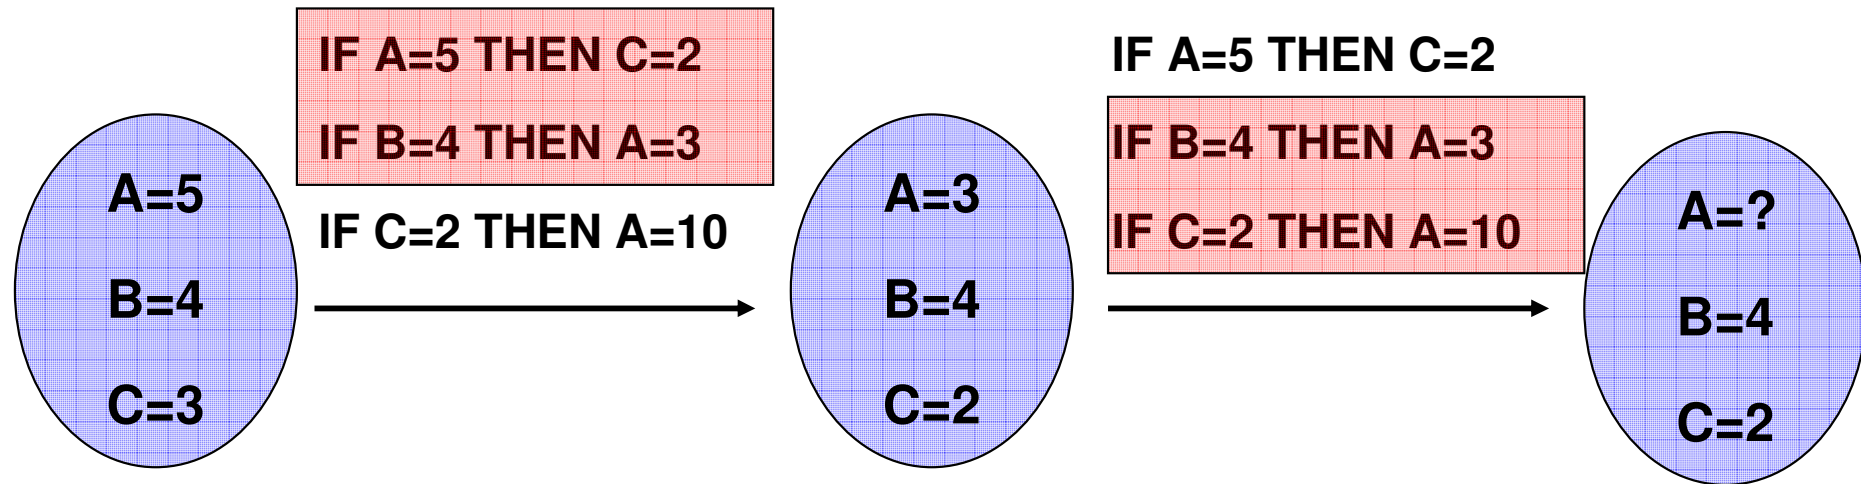 A=5
B=4
C=3
IF A=5 THEN C=2
IF B=4 THEN A=3
IF C=2 THEN A=10
A=3
B=4
C=2
IF A=5 THEN C=2
IF B=4 THEN A=3
IF C=2 THEN A=10
A=?
B=4
C=2